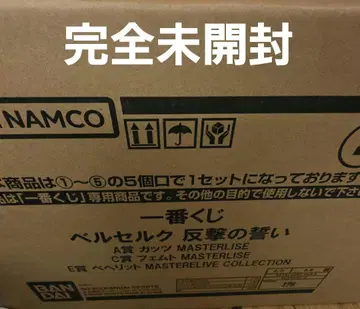 完全未開封
NAMCO
本商品は①~⑤の5個口で1セットになっております
品は「一番くじ」専用商品です。その他の目的で使用しないで下さ
一番くじ
ベルセルク 反撃の誓い
A賞 ガッツ MASTERLISE
C賞 フェムト MASTERLISE
E賞 ベヘリット MASTERELIVE COLLECTION
BAN
DAI